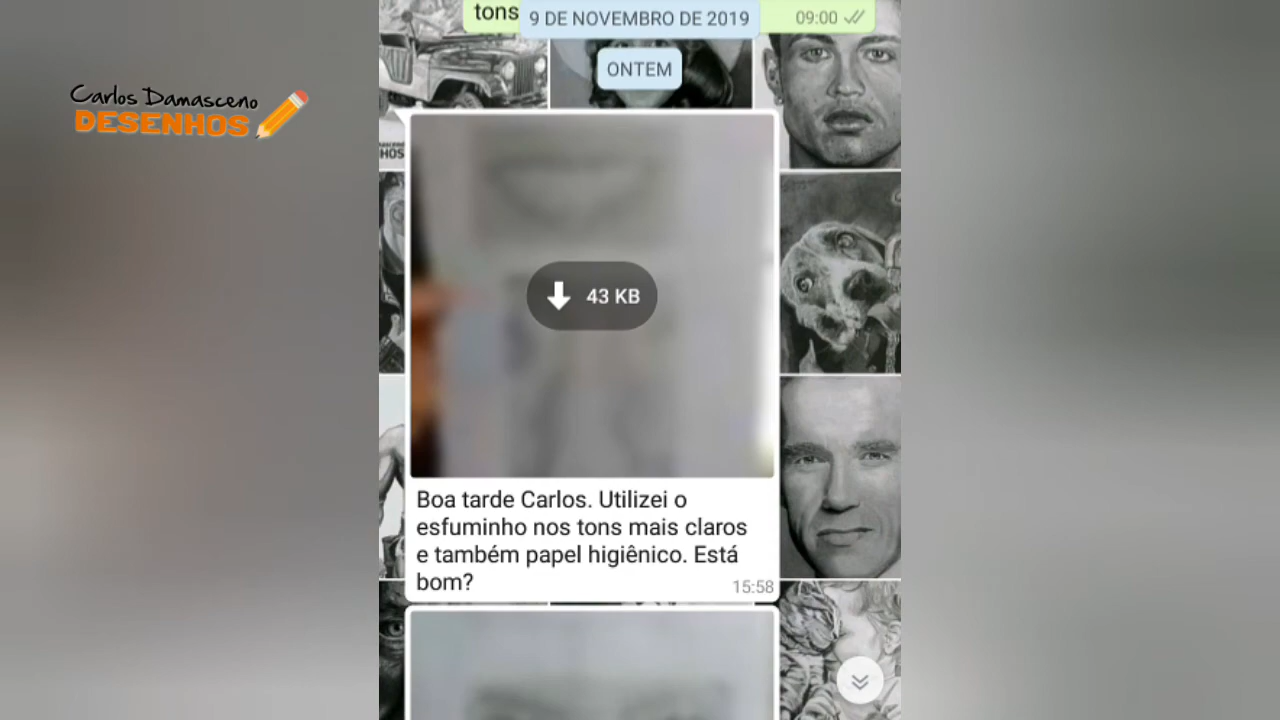 tons
9 DE NOVEMBRO DE 2019
09:00
ONTEM
Carlos Damasceno
DESENHOS
HOS
43 KB
Boa tarde Carlos. Utilizei o
esfuminho nos tons mais claros
e também papel higiênico. Está
bom?
15:58